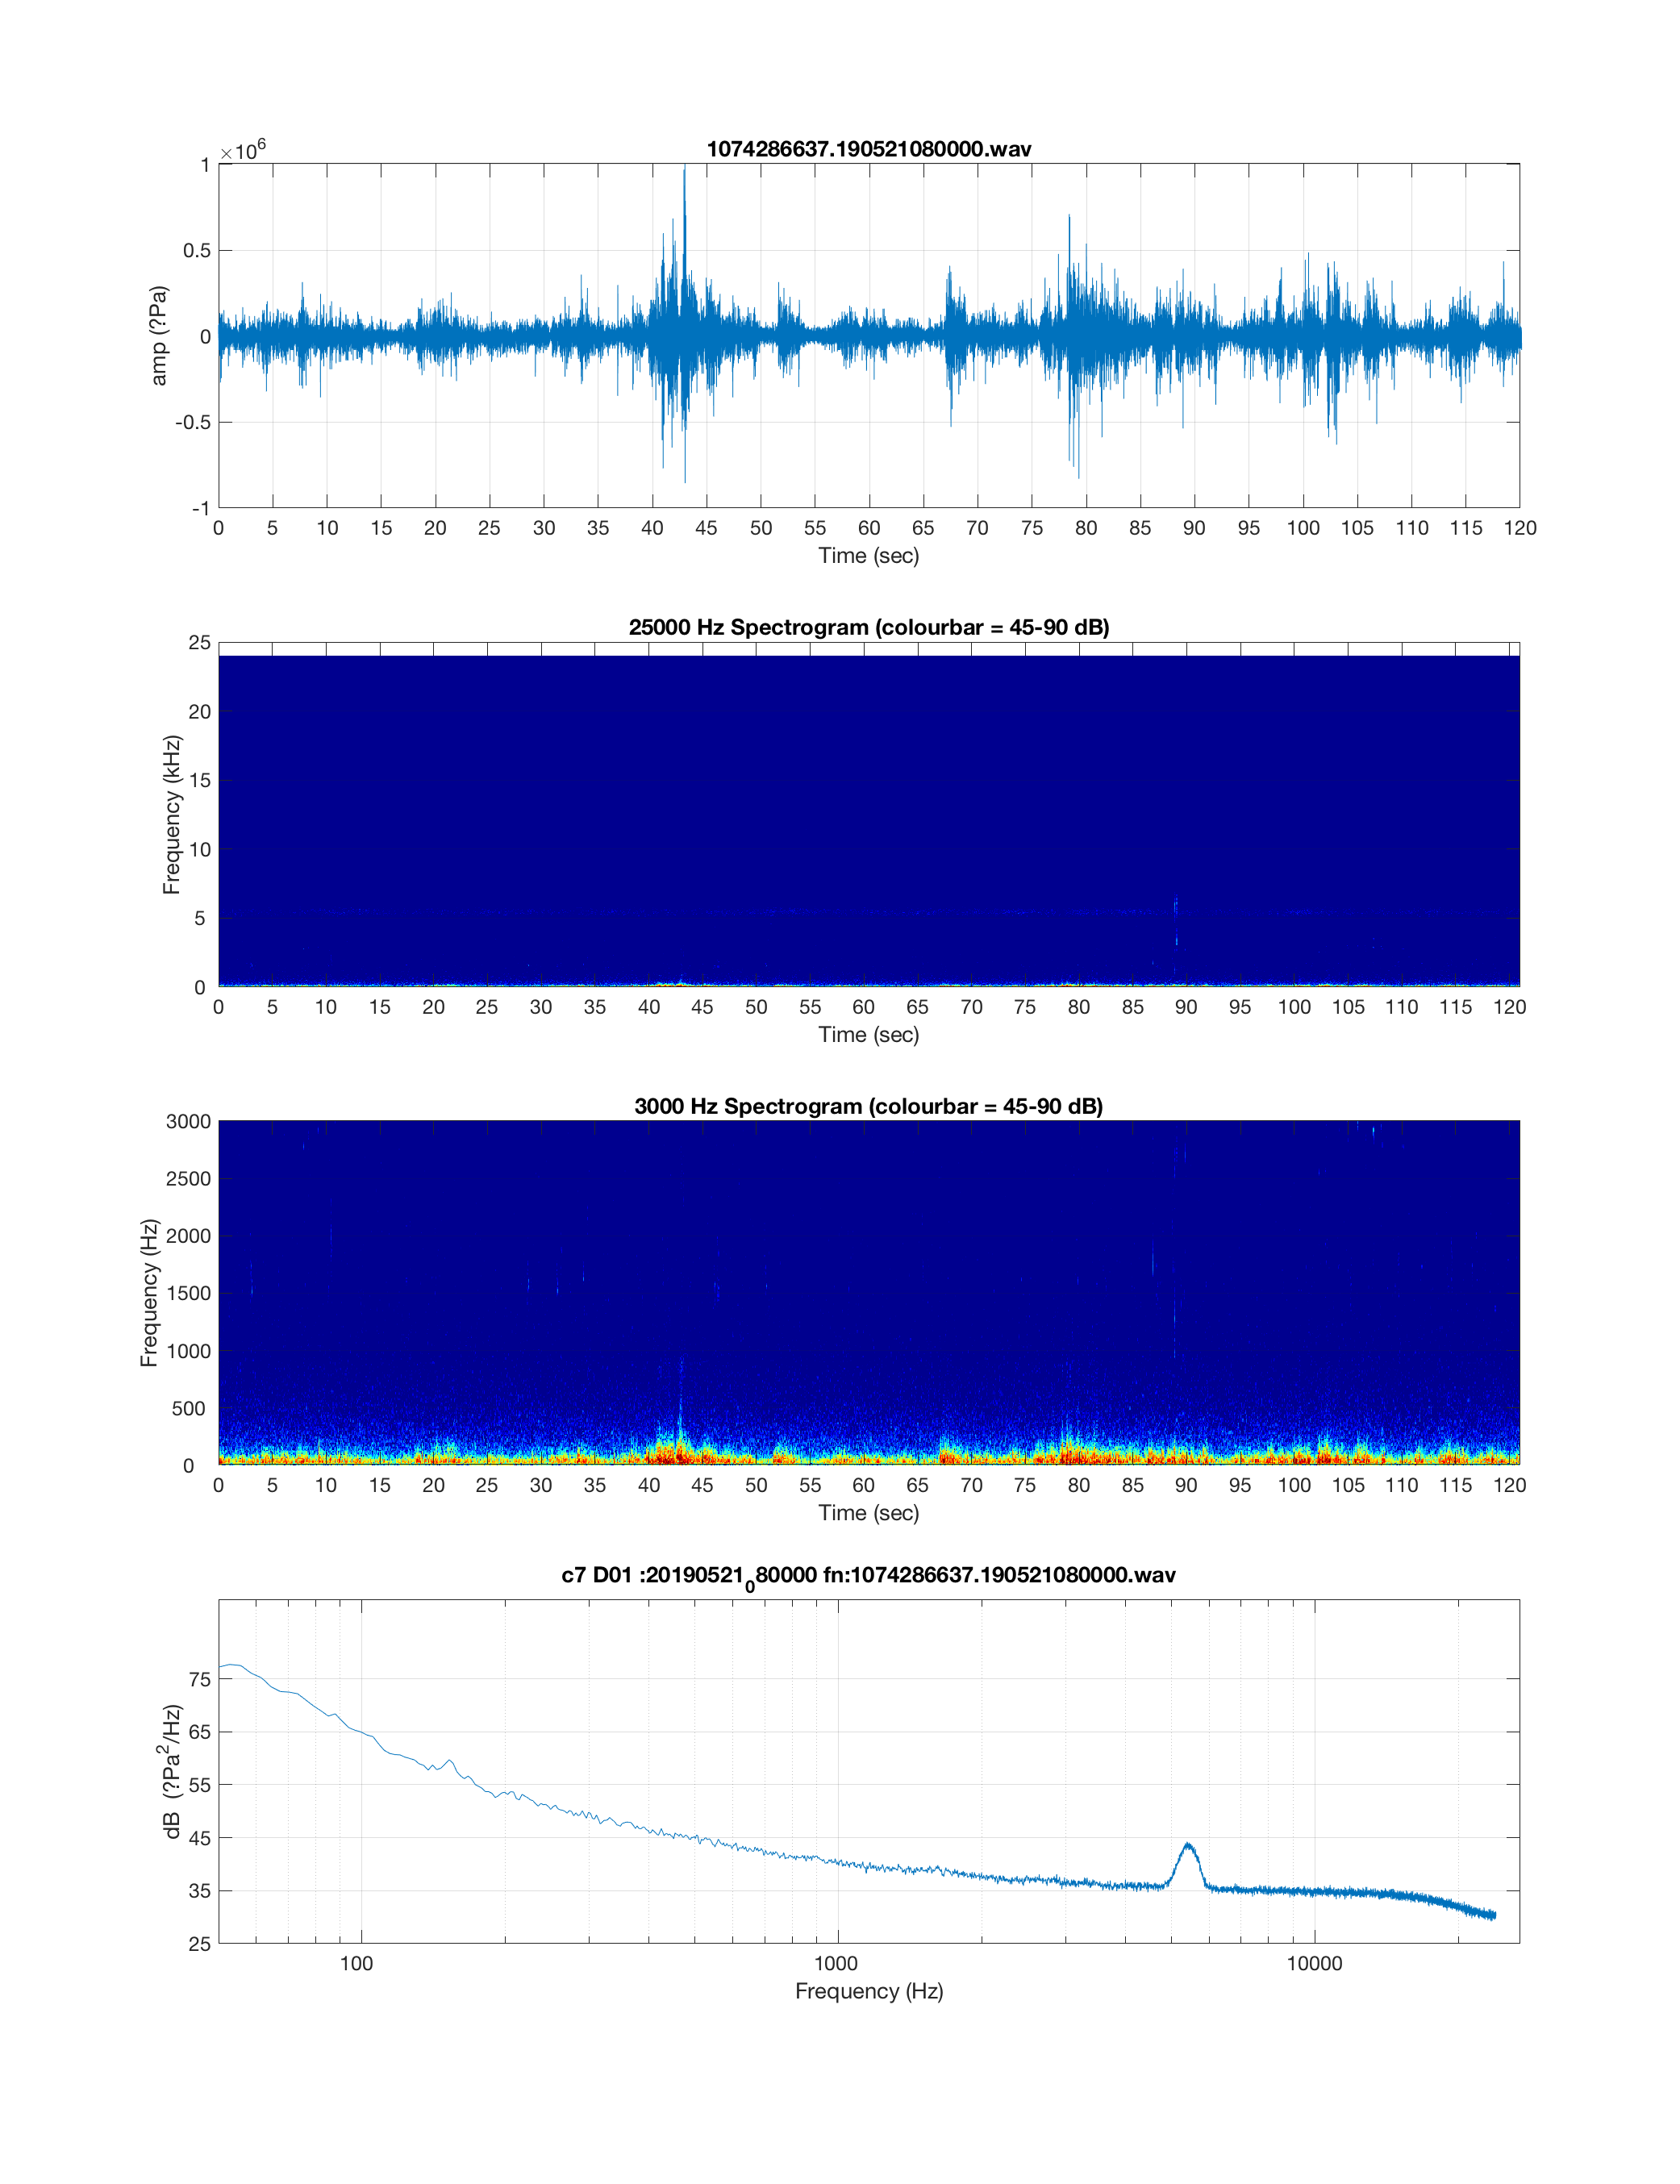 1074286637.190521080000.wav
×10⁶
1
0.5
0
-0.5
-1
amp (?Pa)
0 5 10 15 20 25 30 35 40 45 50 55 60 65 70 75 80 85 90 95 100 105 110 115 120
Time (sec)
25000 Hz Spectrogram (colourbar = 45-90 dB)
25
20
15
10
5
0
Frequency (kHz)
0 5 10 15 20 25 30 35 40 45 50 55 60 65 70 75 80 85 90 95 100 105 110 115 120
Time (sec)
3000 Hz Spectrogram (colourbar = 45-90 dB)
3000
2500
2000
1500
1000
500
0
Frequency (Hz)
0 5 10 15 20 25 30 35 40 45 50 55 60 65 70 75 80 85 90 95 100 105 110 115 120
Time (sec)
c7 D01 :20190521₀80000 fn:1074286637.190521080000.wav
75
65
55
45
35
25
dB (?Pa²/Hz)
100 1000 10000
Frequency (Hz)